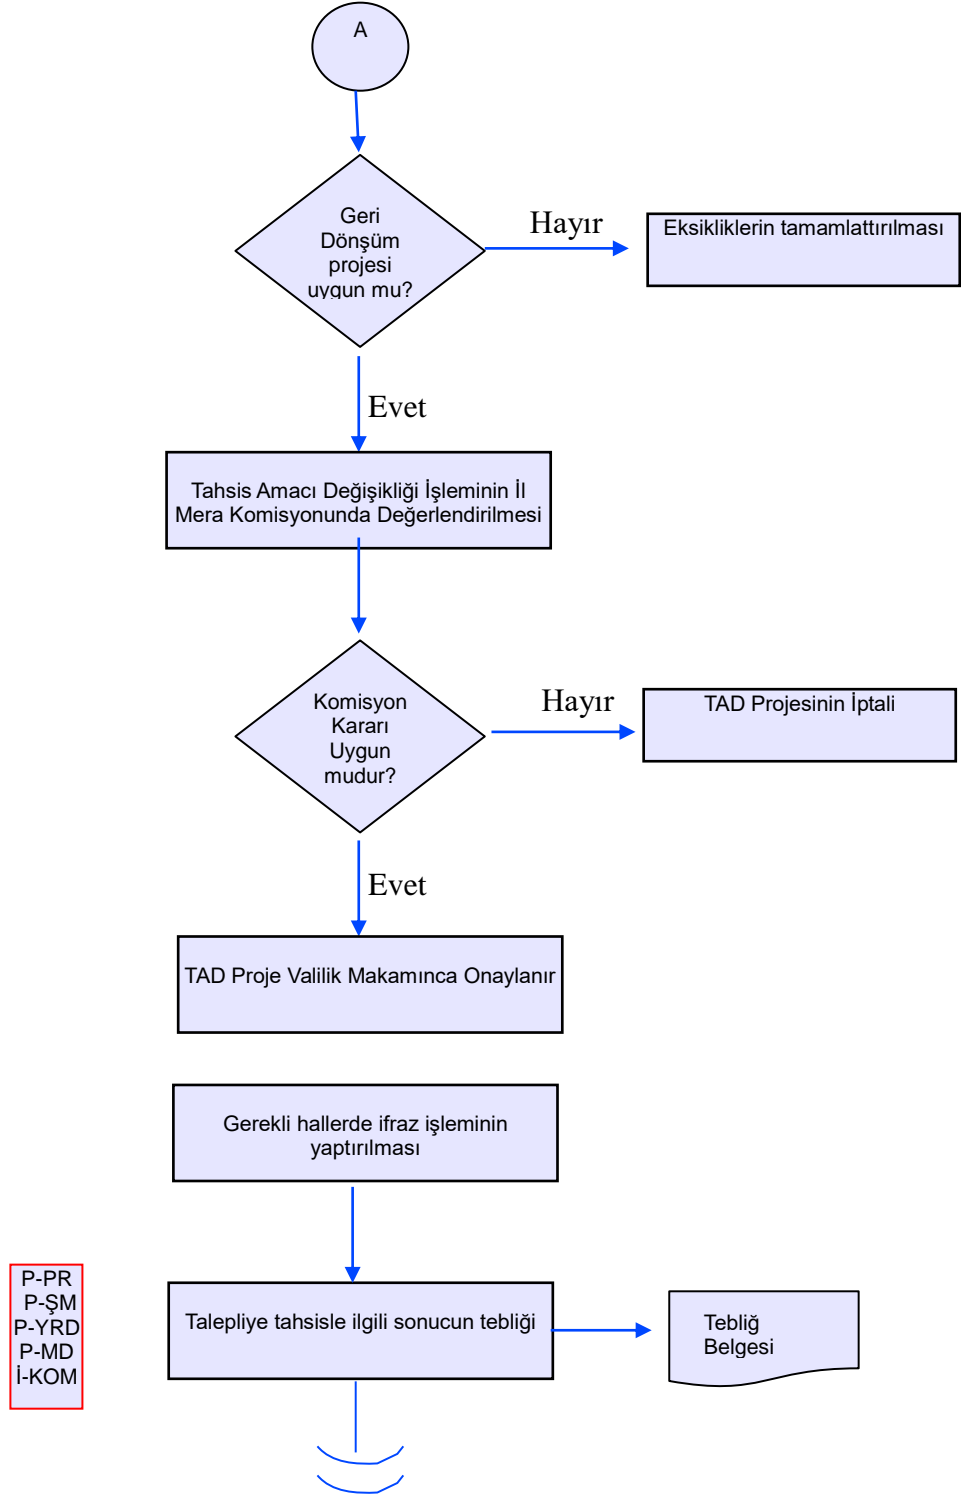 A
Geri
Dönşüm
projesi
uygun mu?
Hayır
Eksikliklerin tamamlattırılması
Evet
Tahsis Amacı Değişikliği İşleminin İl
Mera Komisyonunda Değerlendirilmesi
Komisyon
Kararı
Uygun
mudur?
Hayır
TAD Projesinin İptali
Evet
TAD Proje Valilik Makamınca Onaylanır
Gerekli hallerde ifraz işleminin
yaptırılması
P-PR
P-ŞM
P-YRD
P-MD
İ-KOM
Talepliye tahsisle ilgili sonucun tebliği
Tebliğ
Belgesi